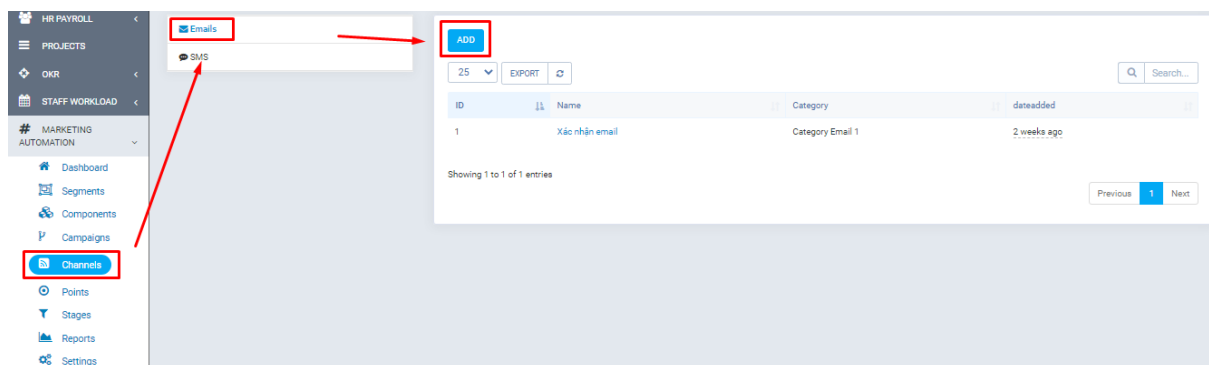 HR PAYROLL
PROJECTS
OKR
STAFF WORKLOAD
MARKETING
AUTOMATION
Dashboard
Segments
Components
Campaigns
Channels
Points
Stages
Reports
Settings
Emails
SMS
ADD
25 EXPORT Search...
ID Name Category dateadded
1 Xác nhận email Category Email 1 2 weeks ago
Showing 1 to 1 of 1 entries
Previous 1 Next